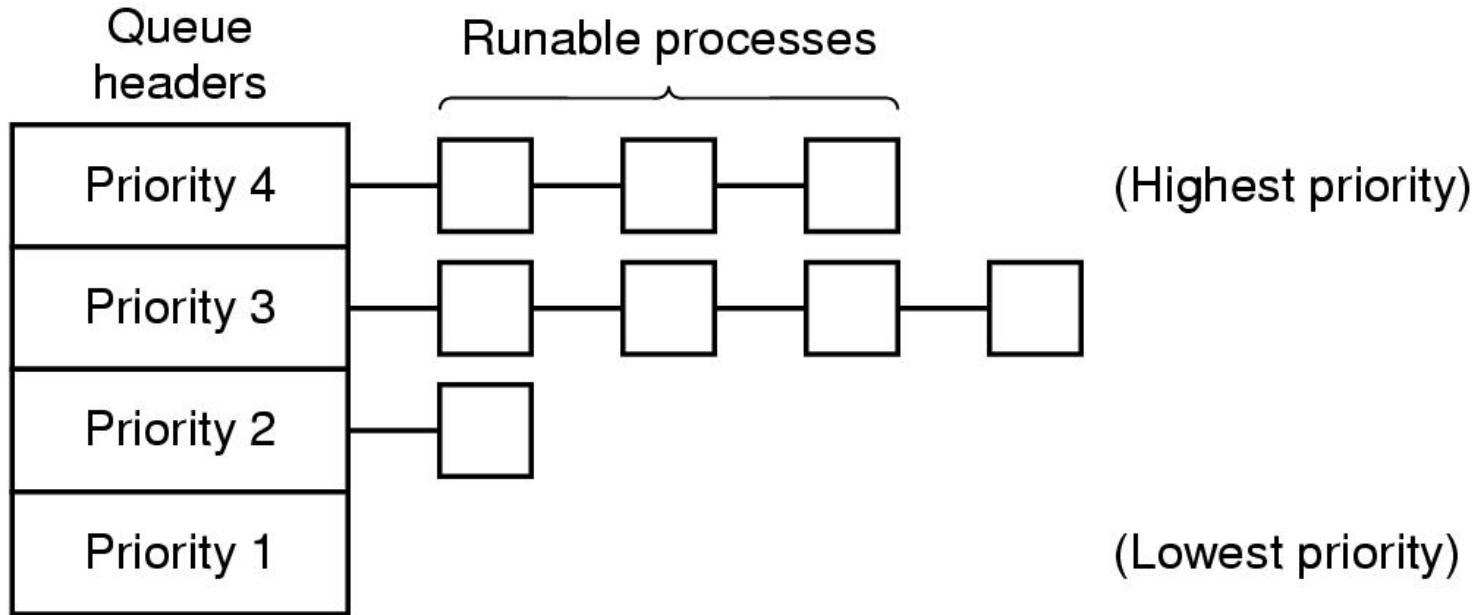 Queue
headers
Runable processes
Priority 4
(Highest priority)
Priority 3
Priority 2
Priority 1
(Lowest priority)